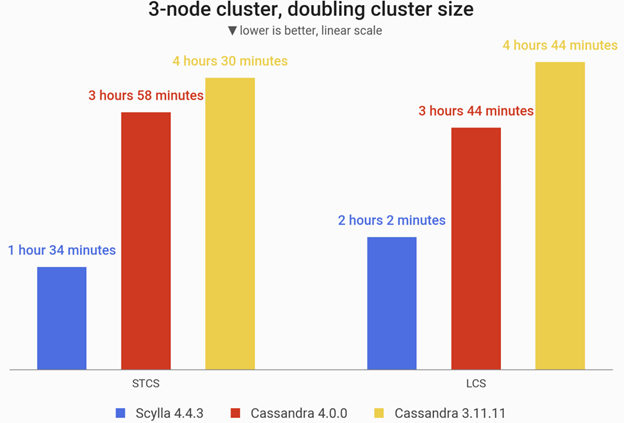 3-node cluster, doubling cluster size
▼ lower is better, linear scale
4 hours 30 minutes
3 hours 58 minutes
1 hour 34 minutes
4 hours 44 minutes
3 hours 44 minutes
2 hours 2 minutes
STCS
LCS
Scylla 4.4.3
Cassandra 4.0.0
Cassandra 3.11.11